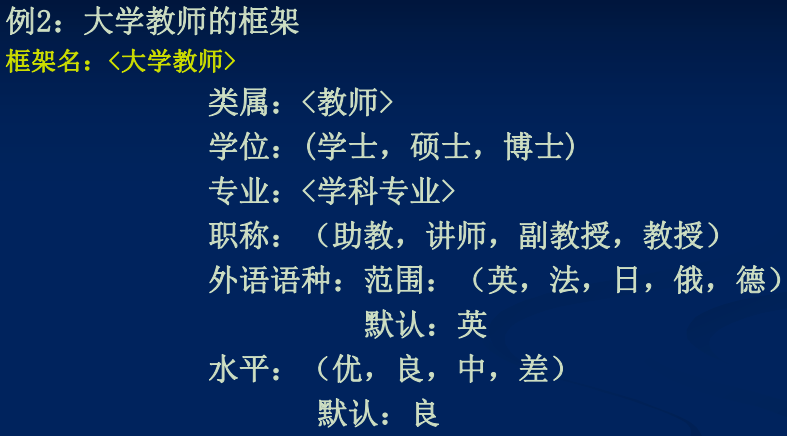 例2：大学教师的框架
框架名：<大学教师>
类属：<教师>
学位：(学士，硕士，博士)
专业：<学科专业>
职称：（助教，讲师，副教授，教授）
外语语种：范围：（英，法，日，俄，德）
默认：英
水平：（优，良，中，差）
默认：良